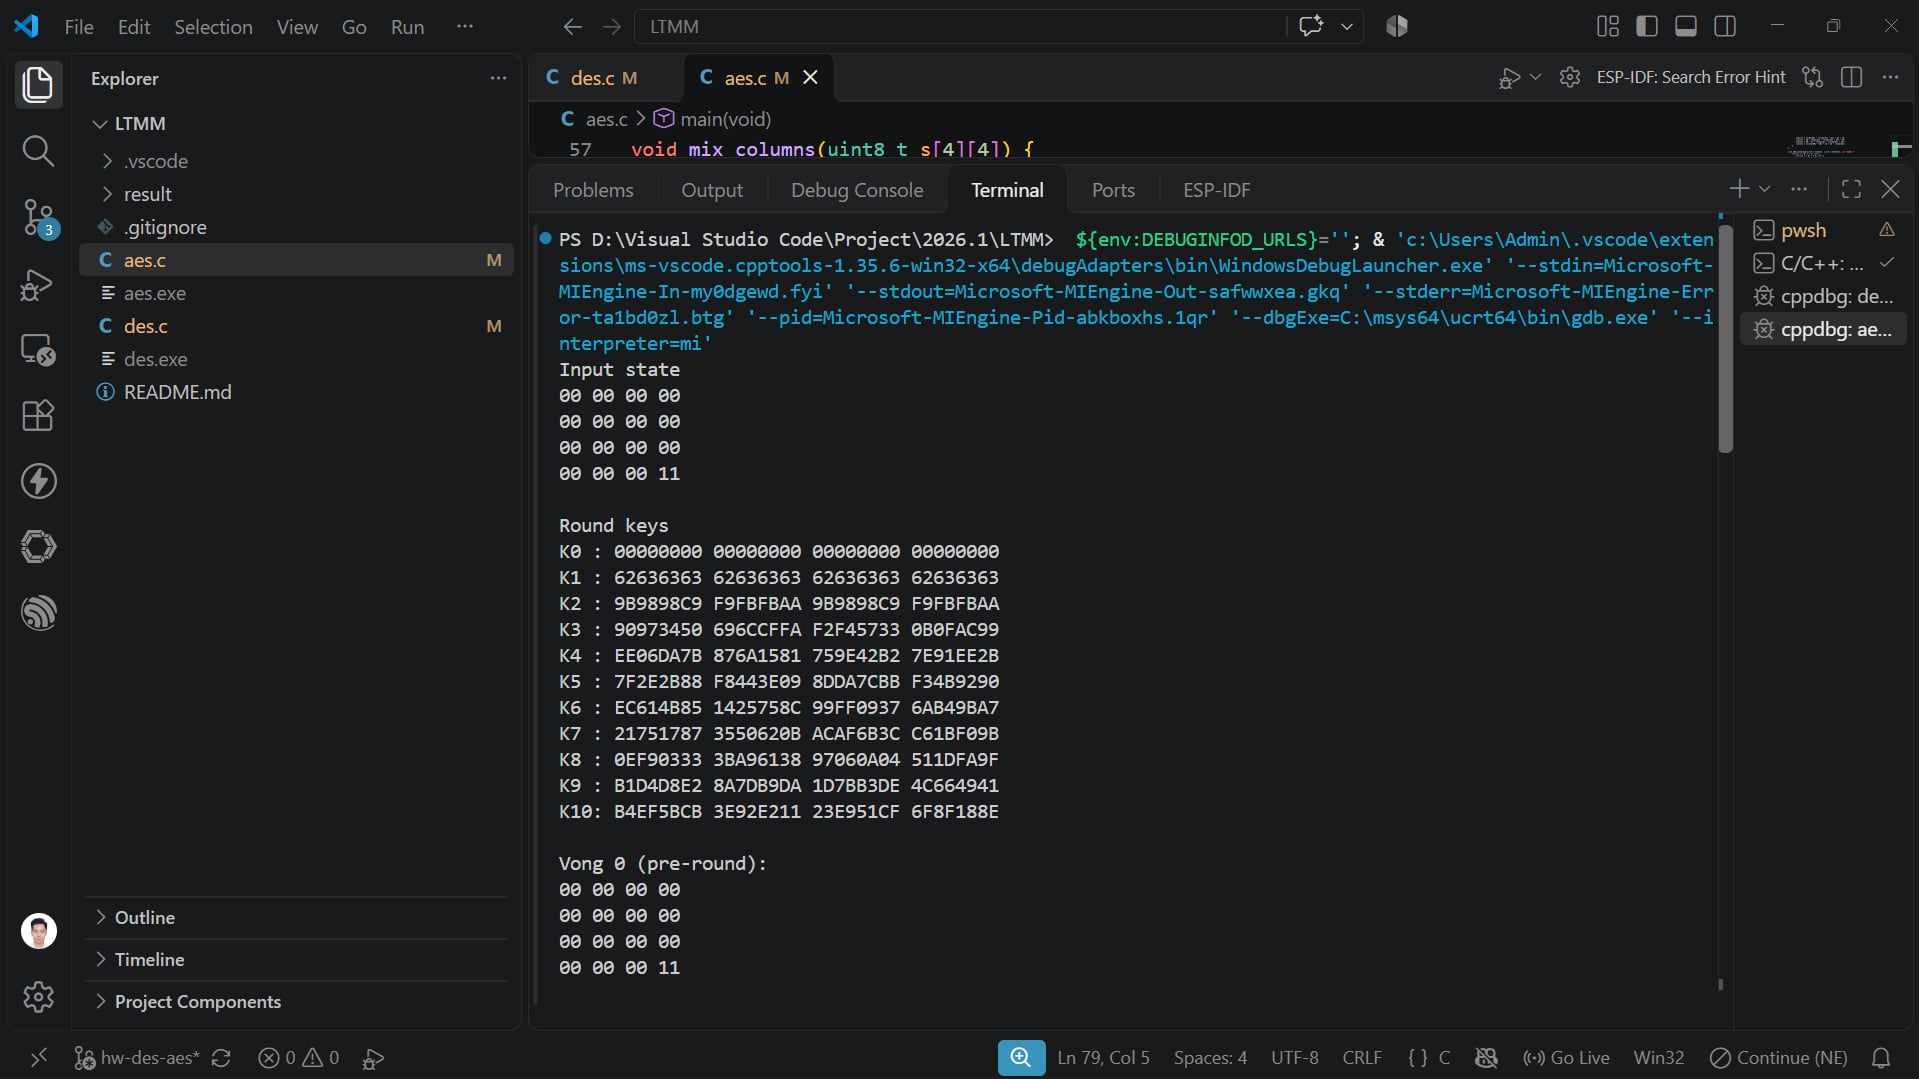 File Edit Selection View Go Run ···
LTMM
Explorer
LTMM
.vscode
result
.gitignore
C aes.c M
aes.exe
C des.c M
des.exe
README.md
Outline
Timeline
Project Components
3
C des.c M
C aes.c M
ESP-IDF: Search Error Hint
C aes.c > main(void)
57 void mix_columns(uint8_t s[4][4]) {
Problems Output Debug Console Terminal Ports ESP-IDF
PS D:\Visual Studio Code\Project\2026.1\LTMM> ${env:DEBUGINFOD_URLS}=''; & 'c:\Users\Admin\.vscode\exten
sions\ms-vscode.cpptools-1.35.6-win32-x64\debugAdapters\bin\WindowsDebugLauncher.exe' '--stdin=Microsoft-
MIEngine-In-my0dgewd.fyi' '--stdout=Microsoft-MIEngine-Out-safwwxea.gkq' '--stderr=Microsoft-MIEngine-Err
or-ta1bd0zl.btg' '--pid=Microsoft-MIEngine-Pid-abkboxhs.1qr' '--dbgExe=C:\msys64\ucrt64\bin\gdb.exe' '--i
nterpreter=mi'
Input state
00 00 00 00
00 00 00 00
00 00 00 00
00 00 00 11
Round keys
K0 : 00000000 00000000 00000000 00000000
K1 : 62636363 62636363 62636363 62636363
K2 : 9B9898C9 F9FBFBAA 9B9898C9 F9FBFBAA
K3 : 90973450 696CCFFA F2F45733 0B0FAC99
K4 : EE06DA7B 876A1581 759E42B2 7E91EE2B
K5 : 7F2E2B88 F8443E09 8DDA7CBB F34B9290
K6 : EC614B85 1425758C 99FF0937 6AB49BA7
K7 : 21751787 3550620B ACAF6B3C C61BF09B
K8 : 0EF90333 3BA96138 97060A04 511DFA9F
K9 : B1D4D8E2 8A7DB9DA 1D7BB3DE 4C664941
K10: B4EF5BCB 3E92E211 23E951CF 6F8F188E
Vong 0 (pre-round):
00 00 00 00
00 00 00 00
00 00 00 00
00 00 00 11
pwsh
C/C++: ...
cppdbg: de...
cppdbg: ae...
hw-des-aes* 0 0 Ln 79, Col 5 Spaces: 4 UTF-8 CRLF {} C Go Live Win32 Continue (NE)